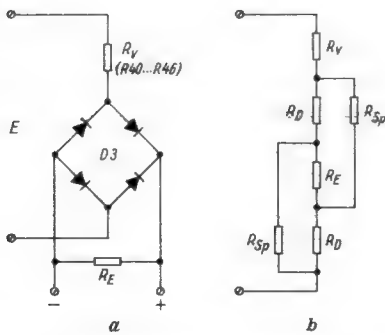 R_V
(R40...R46)
E
D3
R_E
−
+
a
R_V
R_D
R_Sp
R_E
R_Sp
R_D
b